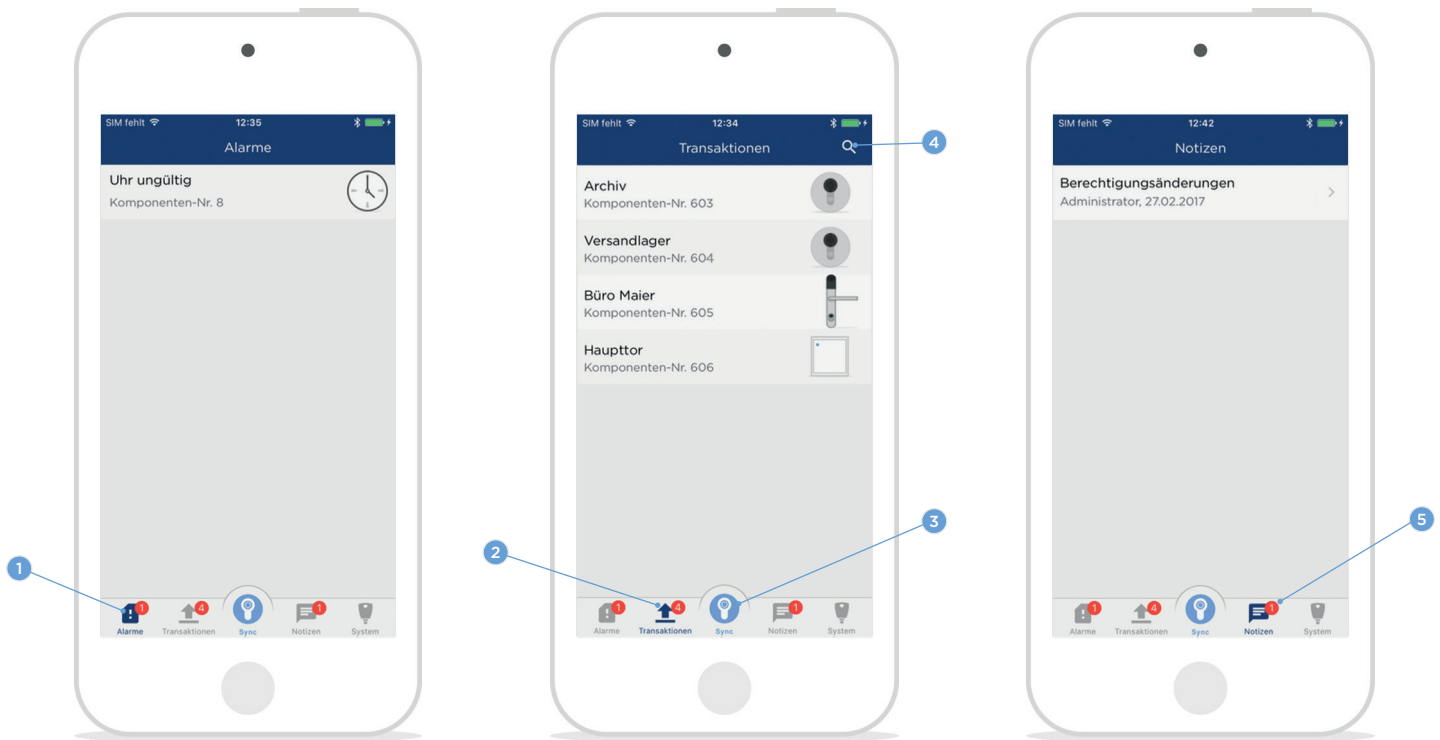 SIM fehlt 12:35
Alarme
Uhr ungültig
Komponenten-Nr. 8
1
1 4 1
Alarme Transaktionen Sync Notizen System
SIM fehlt 12:34
Transaktionen
4
Archiv
Komponenten-Nr. 603
Versandlager
Komponenten-Nr. 604
Büro Maier
Komponenten-Nr. 605
Haupttor
Komponenten-Nr. 606
3
2
1 4 1
Alarme Transaktionen Sync Notizen System
SIM fehlt 12:42
Notizen
Berechtigungsänderungen
Administrator, 27.02.2017
5
1 4 1
Alarme Transaktionen Sync Notizen System